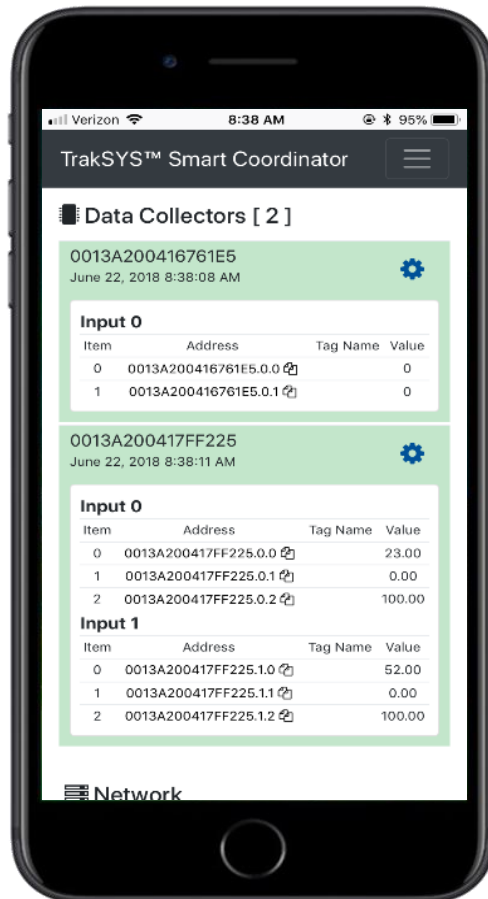 Verizon 8:38 AM 95%
TrakSYS™ Smart Coordinator
Data Collectors [ 2 ]
0013A200416761E5
June 22, 2018 8:38:08 AM
Input 0
Item Address Tag Name Value
0 0013A200416761E5.0.0 0
1 0013A200416761E5.0.1 0
0013A200417FF225
June 22, 2018 8:38:11 AM
Input 0
Item Address Tag Name Value
0 0013A200417FF225.0.0 23.00
1 0013A200417FF225.0.1 0.00
2 0013A200417FF225.0.2 100.00
Input 1
Item Address Tag Name Value
0 0013A200417FF225.1.0 52.00
1 0013A200417FF225.1.1 0.00
2 0013A200417FF225.1.2 100.00
Network